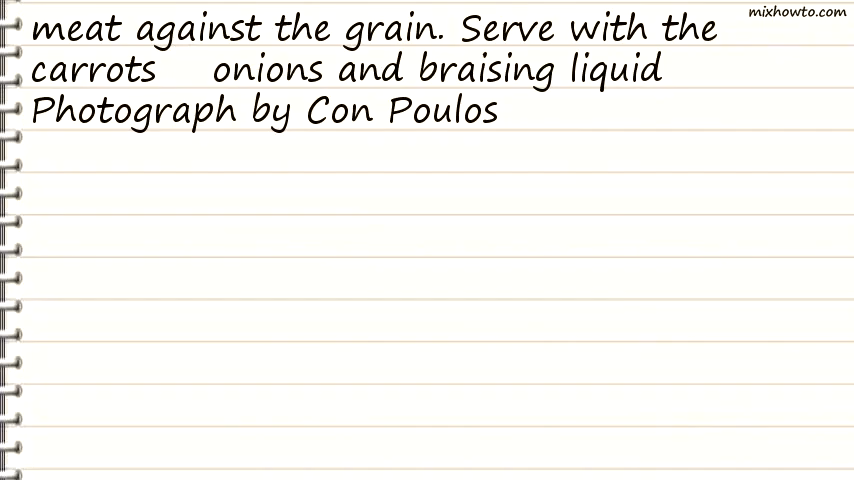 mixhowto.com
meat against the grain. Serve with the
carrots onions and braising liquid
Photograph by Con Poulos